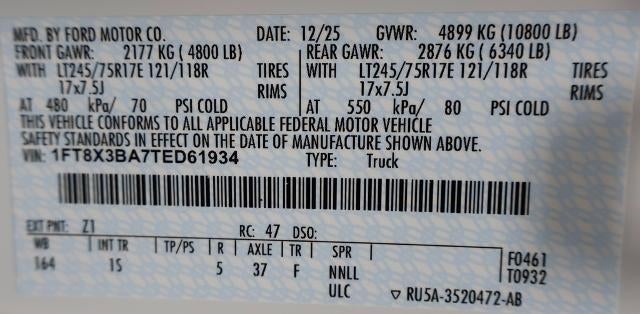 MFD. BY FORD MOTOR CO. DATE: 12/25 GVWR: 4899 KG (10800 LB)
FRONT GAWR: 2177 KG ( 4800 LB) REAR GAWR: 2876 KG ( 6340 LB)
WITH LT245/75R17E 121/118R TIRES WITH LT245/75R17E 121/118R TIRES
17x7.5J RIMS 17x7.5J RIMS
AT 480 kPa/ 70 PSI COLD AT 550 kPa/ 80 PSI COLD
THIS VEHICLE CONFORMS TO ALL APPLICABLE FEDERAL MOTOR VEHICLE
SAFETY STANDARDS IN EFFECT ON THE DATE OF MANUFACTURE SHOWN ABOVE.
VIN: 1FT8X3BA7TED61934 TYPE: Truck
EXT PNT: Z1 RC: 47 DSO:
WB INT TR TP/PS R AXLE TR SPR F0461
164 1S 5 37 F NNLL T0932
ULC ▽ RU5A-3520472-AB